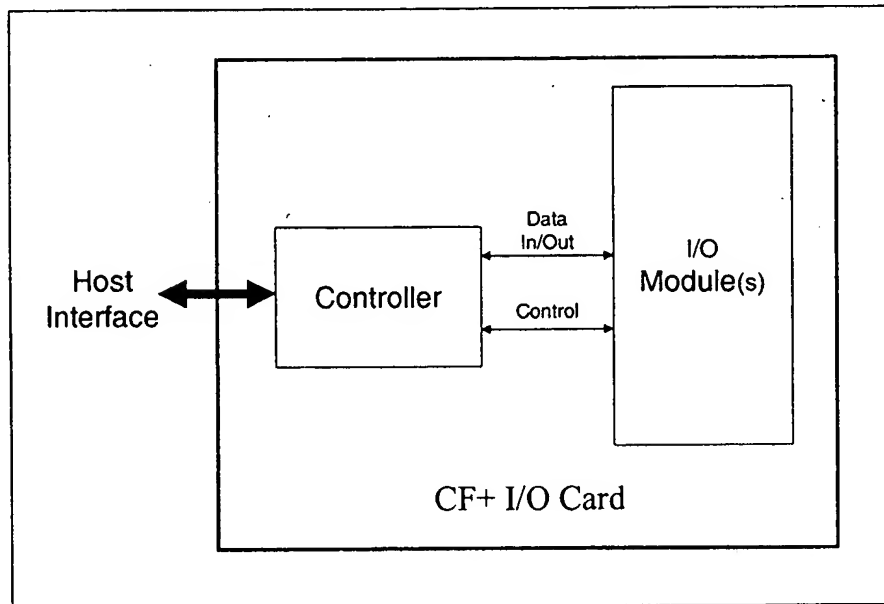 Host
Interface
Controller
Data
In/Out
Control
I/O
Module(s)
CF+ I/O Card